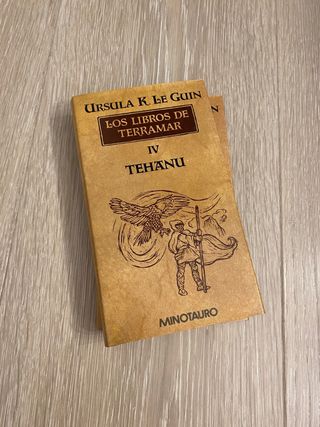 URSULA K. LE GUIN
LOS LIBROS DE
TERRAMAR
IV
TEHANU
MINOTAURO
N